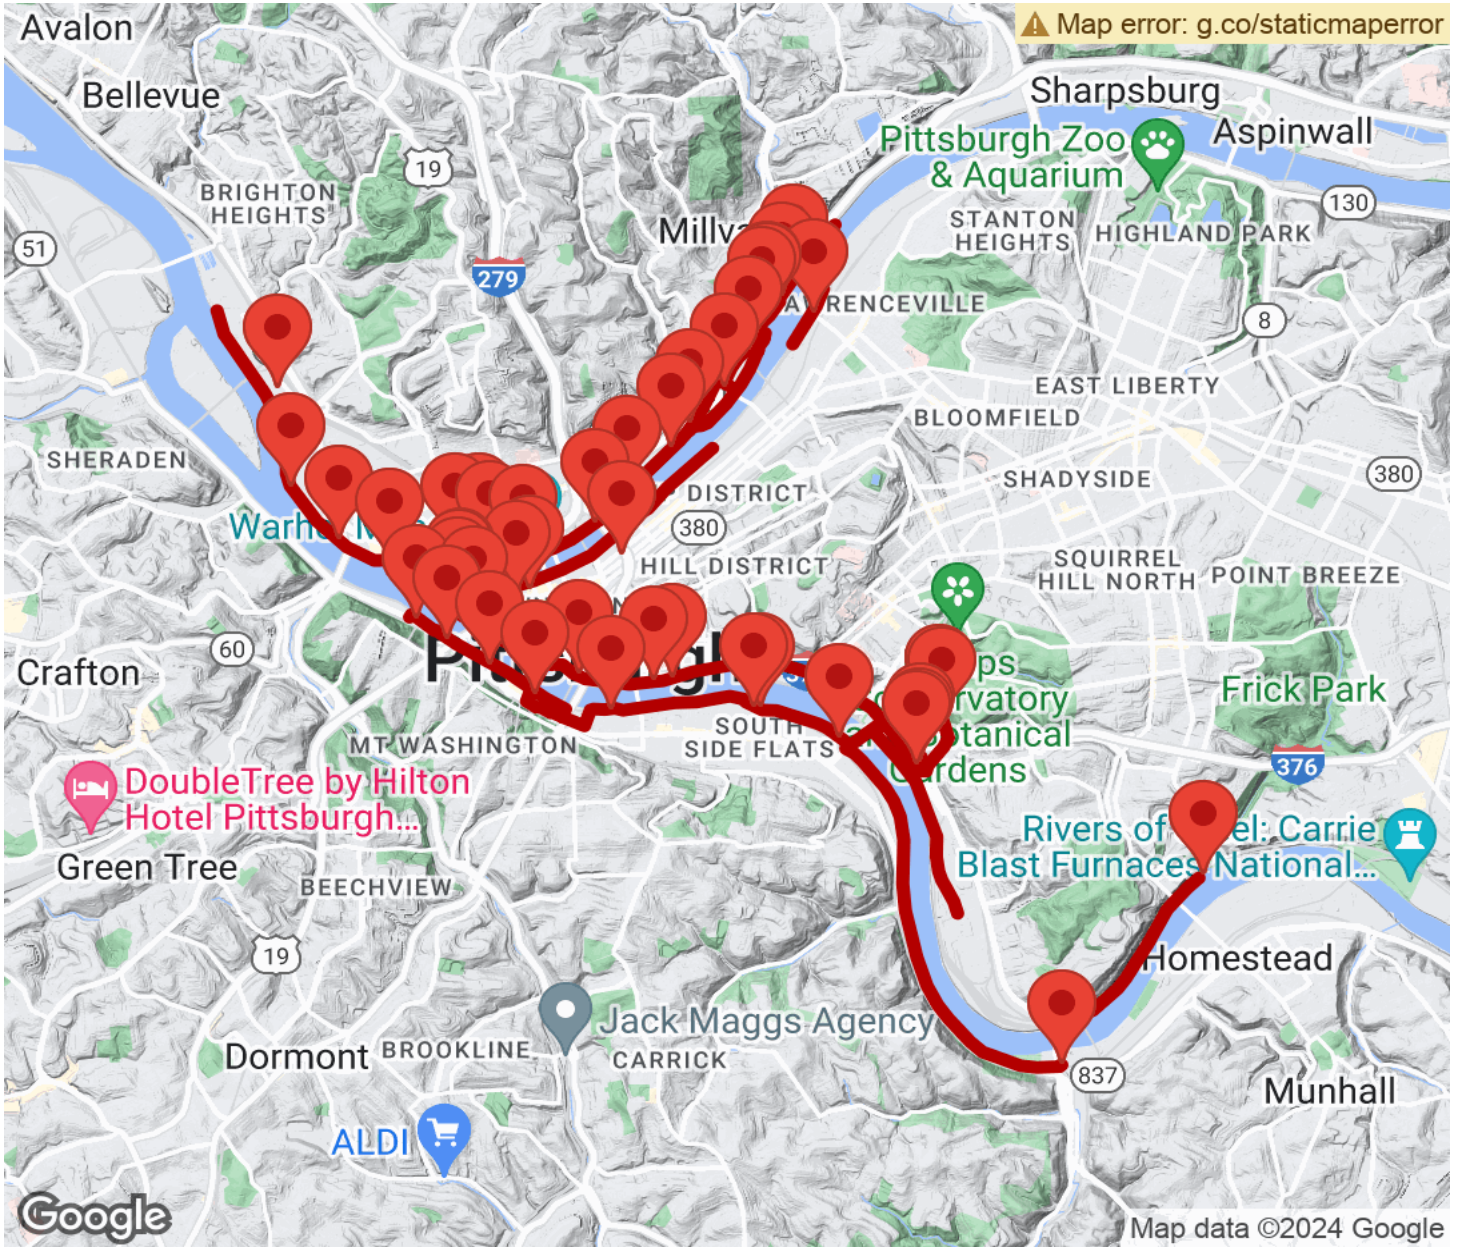 Avalon
Map error: g.co/staticmaperror
Bellevue
Sharpsburg
Aspinwall
Pittsburgh Zoo
& Aquarium
19
BRIGHTON
HEIGHTS
130
STANTON
HEIGHTS
HIGHLAND PARK
51
279
8
EAST LIBERTY
BLOOMFIELD
SHERADEN
SHADYSIDE
380
DISTRICT
380
HILL DISTRICT
SQUIRREL
HILL NORTH
POINT BREEZE
60
Crafton
Frick Park
SOUTH
SIDE FLATS
MT WASHINGTON
376
DoubleTree by Hilton
Hotel Pittsburgh...
Green Tree
BEECHVIEW
Blast Furnaces National...
19
Homestead
Jack Maggs Agency
Dormont
BROOKLINE
CARRICK
837
Munhall
ALDI
Google
Map data ©2024 Google